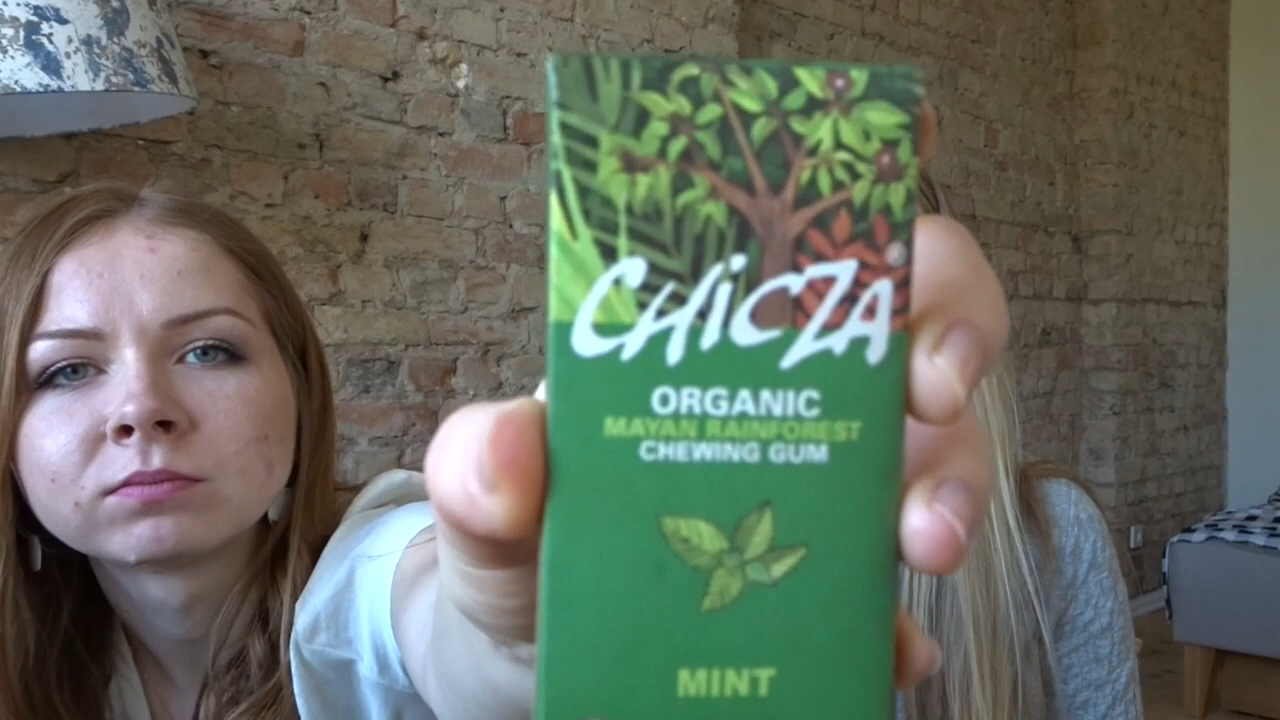 CHiCZA
ORGANIC
MAYAN RAINFOREST
CHEWING GUM
MINT